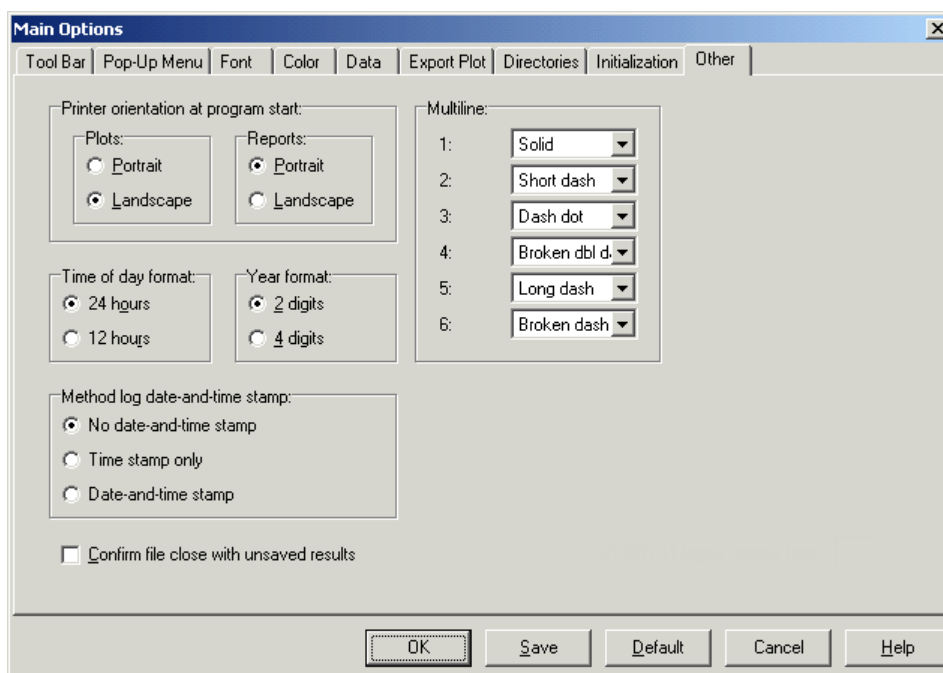 Main Options
Tool Bar Pop-Up Menu Font Color Data Export Plot Directories Initialization Other
Printer orientation at program start:
Plots:
Portrait
Landscape
Reports:
Portrait
Landscape
Multiline:
1: Solid
2: Short dash
3: Dash dot
4: Broken dbl d
5: Long dash
6: Broken dash
Time of day format:
24 hours
12 hours
Year format:
2 digits
4 digits
Method log date-and-time stamp:
No date-and-time stamp
Time stamp only
Date-and-time stamp
Confirm file close with unsaved results
OK Save Default Cancel Help